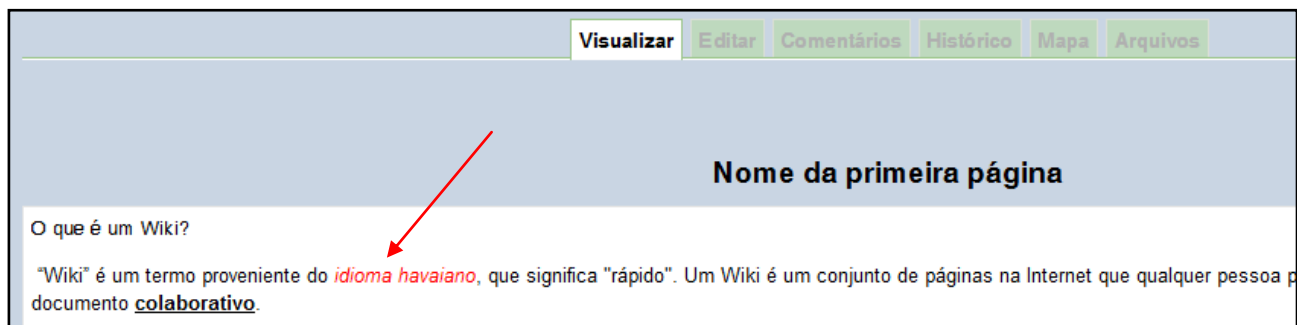 Visualizar Editar Comentários Histórico Mapa Arquivos
Nome da primeira página
O que é um Wiki?
“Wiki” é um termo proveniente do idioma havaiano, que significa "rápido". Um Wiki é um conjunto de páginas na Internet que qualquer pessoa p
documento colaborativo.